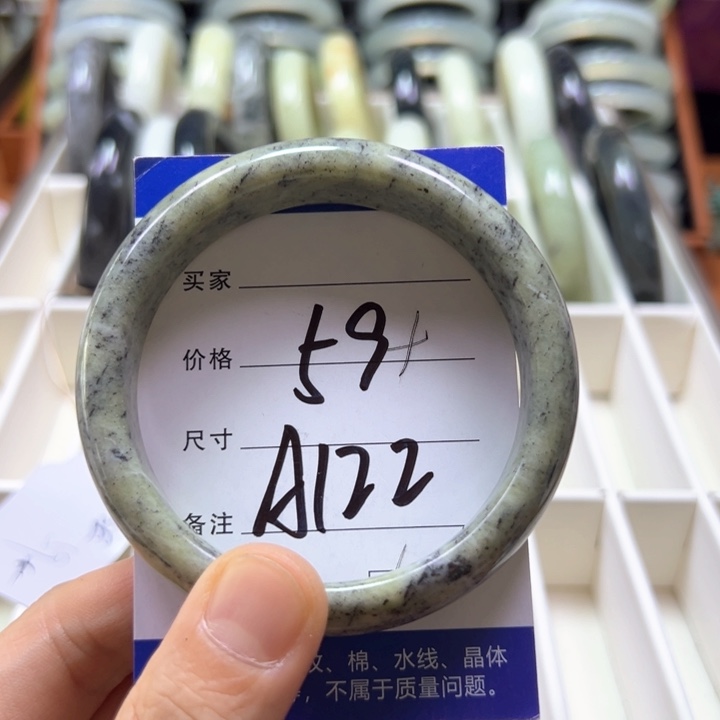 买家
价格 59
尺寸
A122
备注
、棉、水线、晶体
，不属于质量问题。